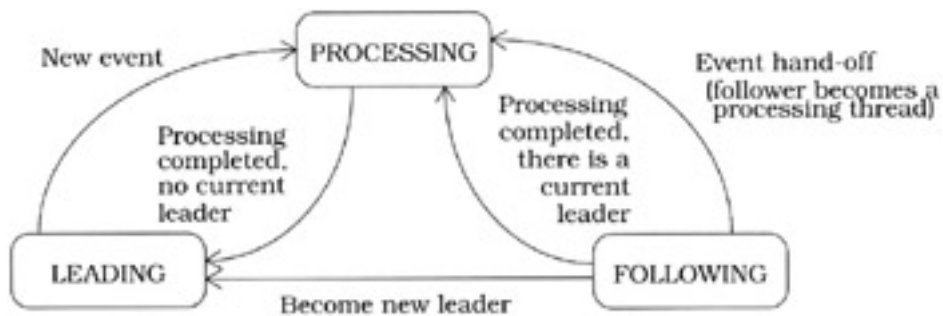 New event
PROCESSING
Event hand-off
(follower becomes a
processing thread)
Processing
completed,
no current
leader
Processing
completed,
there is a
current
leader
LEADING
FOLLOWING
Become new leader